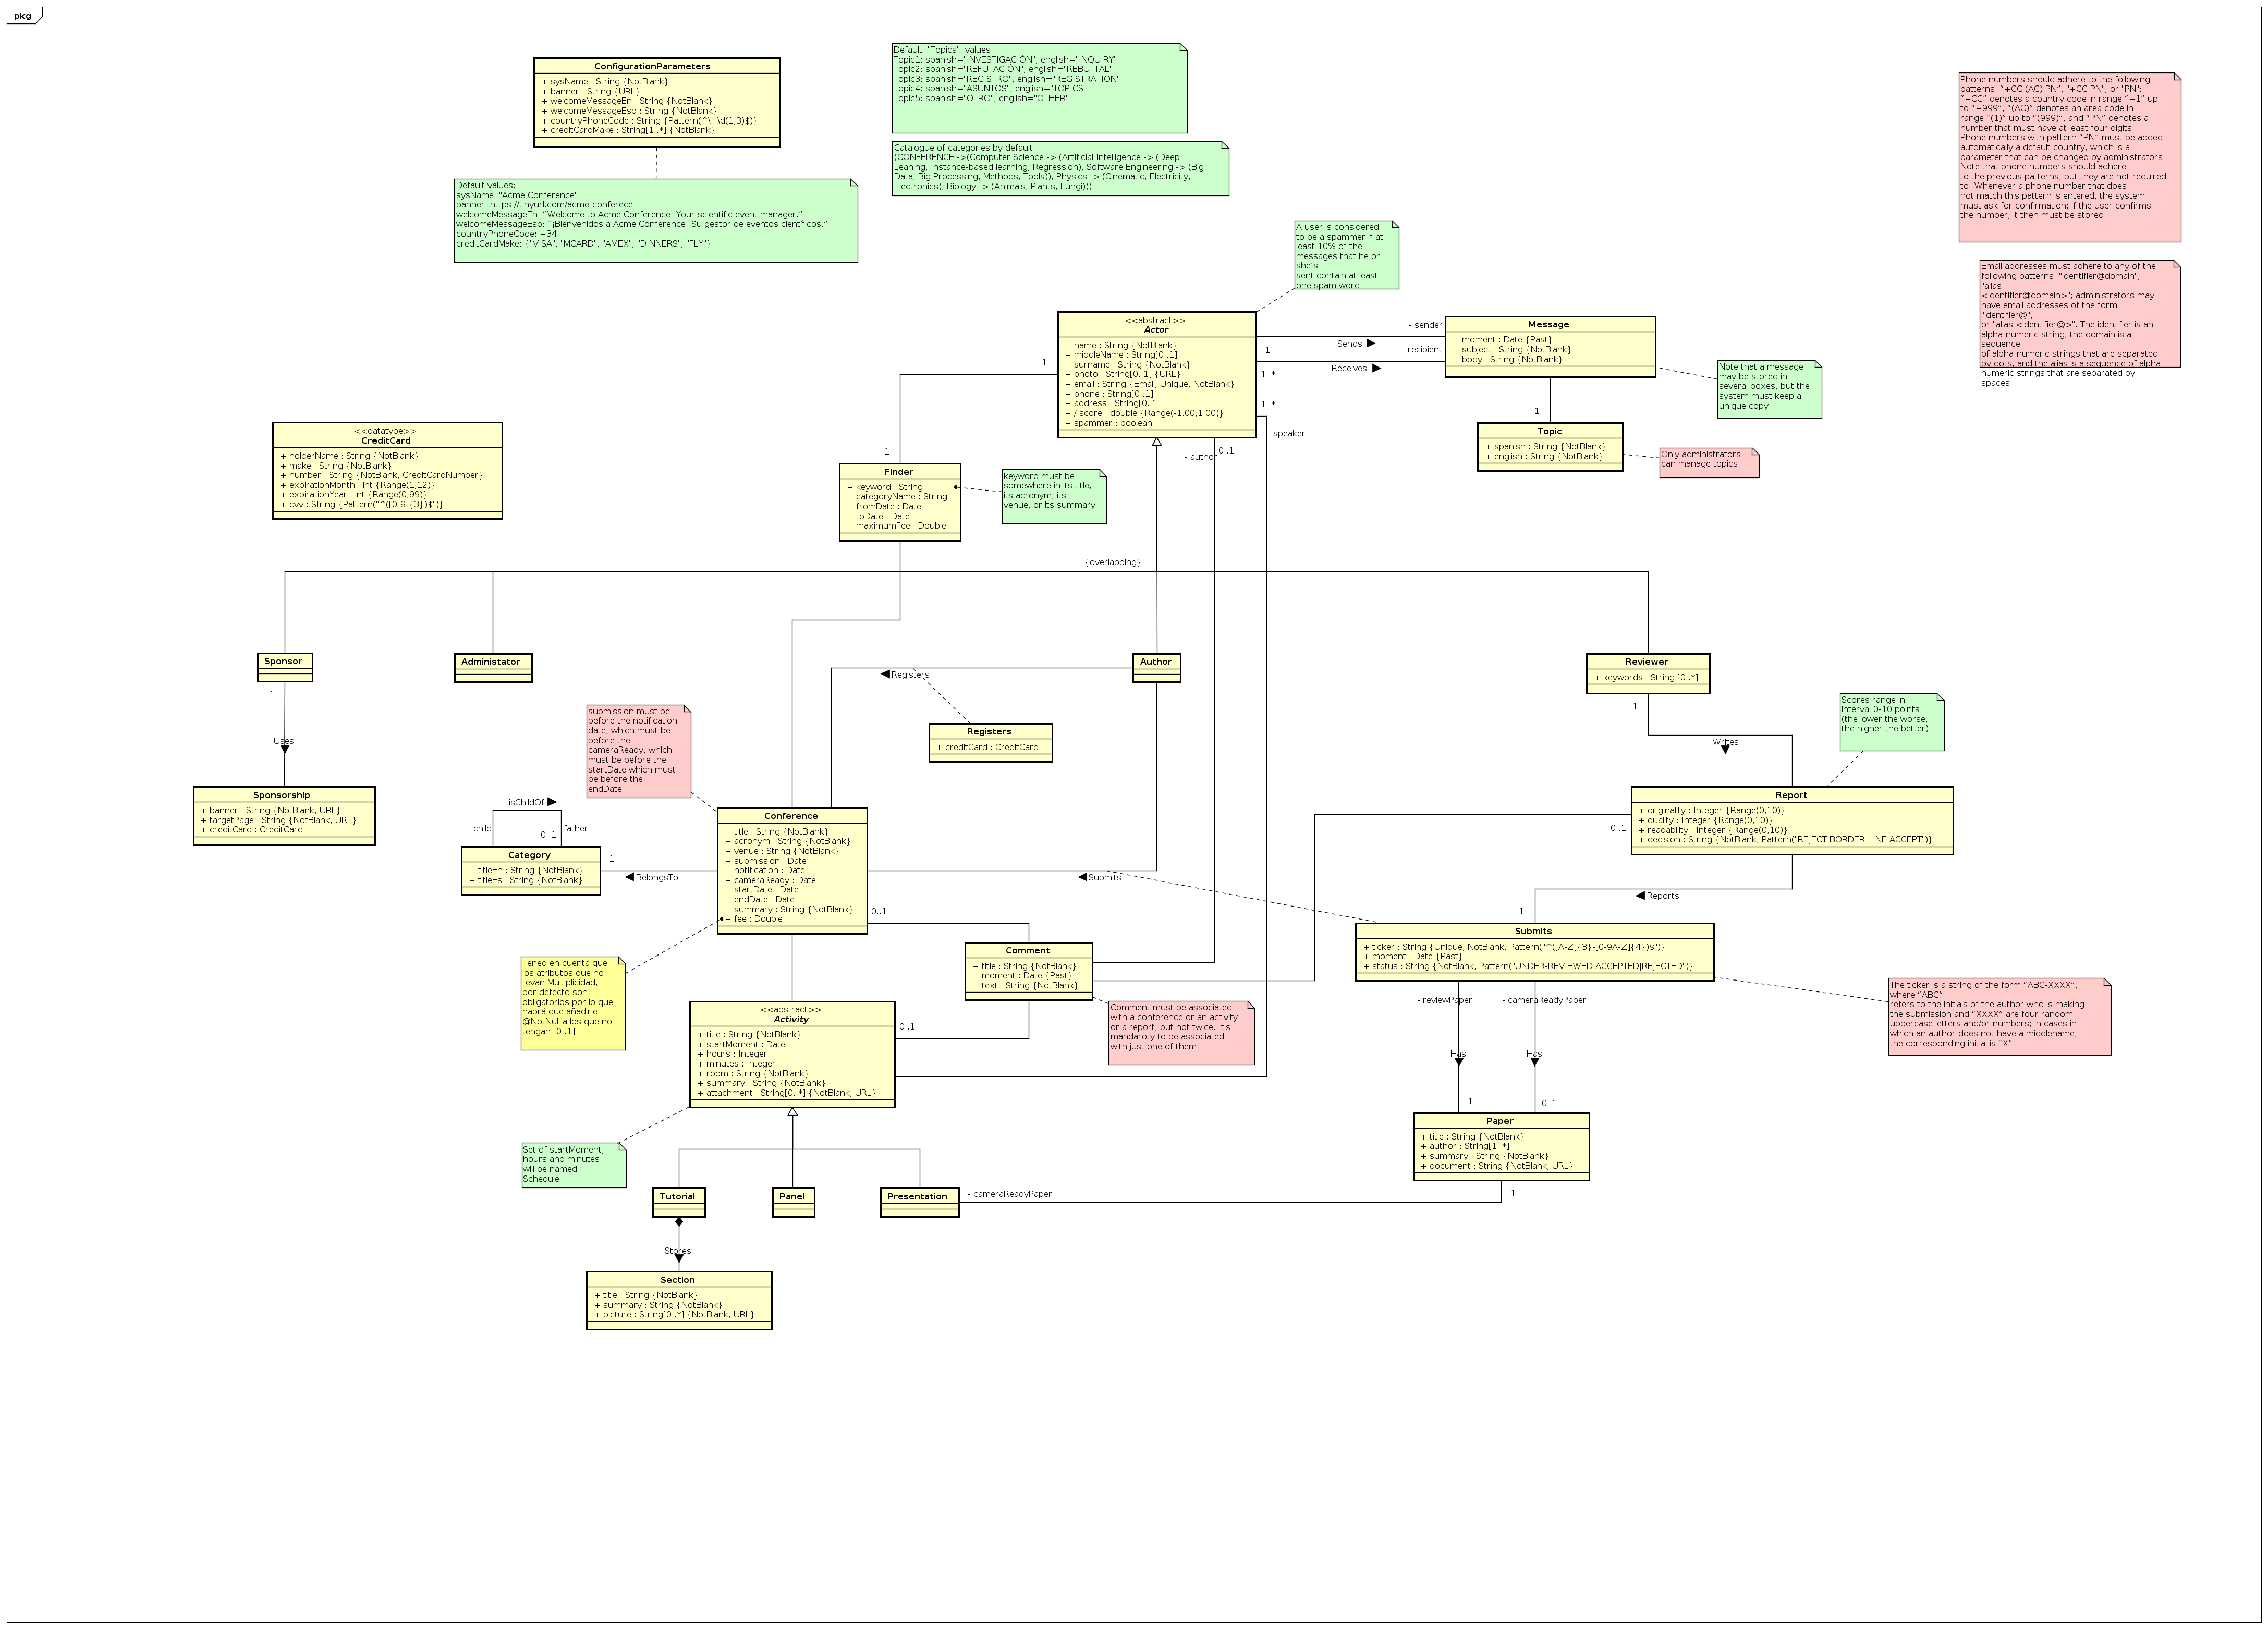 pkg
ConfigurationParameters
+ sysName : String {NotBlank}
+ banner : String {URL}
+ welcomeMessageEn : String {NotBlank}
+ welcomeMessageEsp : String {NotBlank}
+ countryPhoneCode : String {Pattern(^\+\d(1,3)$)}
+ creditCardMake : String[1..*] {NotBlank}
Default values:
sysName: "Acme Conference"
banner: https://tinyurl.com/acme-conferece
welcomeMessageEn: "Welcome to Acme Conference! Your scientific event manager."
welcomeMessageEsp: "¡Bienvenidos a Acme Conference! Su gestor de eventos científicos."
countryPhoneCode: +34
creditCardMake: {"VISA", "MCARD", "AMEX", "DINNERS", "FLY"}
Default "Topics" values:
Topic1: spanish="INVESTIGACIÓN", english="INQUIRY"
Topic2: spanish="REFUTACIÓN", english="REBUTTAL"
Topic3: spanish="REGISTRO", english="REGISTRATION"
Topic4: spanish="ASUNTOS", english="TOPICS"
Topic5: spanish="OTRO", english="OTHER"
Catalogue of categories by default:
(CONFERENCE ->(Computer Science -> (Artificial Intelligence -> (Deep
Leaning, Instance-based learning, Regression), Software Engineering -> (Big
Data, Big Processing, Methods, Tools)), Physics -> (Cinematic, Electricity,
Electronics), Biology -> (Animals, Plants, Fungi)))
Phone numbers should adhere to the following
patterns: "+CC (AC) PN", "+CC PN", or "PN":
"+CC" denotes a country code in range "+1" up
to "+999", "(AC)" denotes an area code in
range "(1)" up to "(999)", and "PN" denotes a
number that must have at least four digits.
Phone numbers with pattern "PN" must be added
automatically a default country, which is a
parameter that can be changed by administrators.
Note that phone numbers should adhere
to the previous patterns, but they are not required
to. Whenever a phone number that does
not match this pattern is entered, the system
must ask for confirmation; if the user confirms
the number, it then must be stored.
Email addresses must adhere to any of the
following patterns: "identifier@domain",
"alias
<identifier@domain>"; administrators may
have email addresses of the form
"identifier@",
or "alias <identifier@>". The identifier is an
alpha-numeric string, the domain is a
sequence
of alpha-numeric strings that are separated
by dots, and the alias is a sequence of alpha-
numeric strings that are separated by
spaces.
A user is considered
to be a spammer if at
least 10% of the
messages that he or
she's
sent contain at least
one spam word.
<<abstract>>
Actor
+ name : String {NotBlank}
+ middleName : String[0..1]
+ surname : String {NotBlank}
+ photo : String[0..1] {URL}
+ email : String {Email, Unique, NotBlank}
+ phone : String[0..1]
+ address : String[0..1]
+ / score : double {Range(-1.00,1.00)}
+ spammer : boolean
- sender
Sends
1
- recipient
Receives
1..*
1..*
- speaker
- author
0..1
Message
+ moment : Date {Past}
+ subject : String {NotBlank}
+ body : String {NotBlank}
Note that a message
may be stored in
several boxes, but the
system must keep a
unique copy.
1
Topic
+ spanish : String {NotBlank}
+ english : String {NotBlank}
Only administrators
can manage topics
<<datatype>>
CreditCard
+ holderName : String {NotBlank}
+ make : String {NotBlank}
+ number : String {NotBlank, CreditCardNumber}
+ expirationMonth : int {Range(1,12)}
+ expirationYear : int {Range(0,99)}
+ cvv : String {Pattern("^([0-9]{3})$")}
1
1
Finder
+ keyword : String
+ categoryName : String
+ fromDate : Date
+ toDate : Date
+ maximumFee : Double
keyword must be
somewhere in its title,
its acronym, its
venue, or its summary
{overlapping}
Sponsor
Administator
Author
Reviewer
+ keywords : String [0..*]
1
Uses
Registers
Registers
+ creditCard : CreditCard
1
Writes
Scores range in
interval 0-10 points
(the lower the worse,
the higher the better)
submission must be
before the notification
date, which must be
before the
cameraReady, which
must be before the
startDate which must
be before the
endDate
Sponsorship
+ banner : String {NotBlank, URL}
+ targetPage : String {NotBlank, URL}
+ creditCard : CreditCard
isChildOf
- child
- father
0..1
Category
+ titleEn : String {NotBlank}
+ titleEs : String {NotBlank}
1
BelongsTo
Conference
+ title : String {NotBlank}
+ acronym : String {NotBlank}
+ venue : String {NotBlank}
+ submission : Date
+ notification : Date
+ cameraReady : Date
+ startDate : Date
+ endDate : Date
+ summary : String {NotBlank}
+ fee : Double
Submits
0..1
Report
+ originality : Integer {Range(0,10)}
+ quality : Integer {Range(0,10)}
+ readability : Integer {Range(0,10)}
+ decision : String {NotBlank, Pattern("REJECT|BORDER-LINE|ACCEPT")}
0..1
Reports
1
Submits
+ ticker : String {Unique, NotBlank, Pattern("^([A-Z]{3}-[0-9A-Z]{4})$")}
+ moment : Date {Past}
+ status : String {NotBlank, Pattern("UNDER-REVIEWED|ACCEPTED|REJECTED")}
Comment
+ title : String {NotBlank}
+ moment : Date {Past}
+ text : String {NotBlank}
Tened en cuenta que
los atributos que no
llevan Multiplicidad,
por defecto son
obligatorios por lo que
habrá que añadirle
@NotNull a los que no
tengan [0..1]
Comment must be associated
with a conference or an activity
or a report, but not twice. It's
mandaroty to be associated
with just one of them
The ticker is a string of the form "ABC-XXXX",
where "ABC"
refers to the initials of the author who is making
the submission and "XXXX" are four random
uppercase letters and/or numbers; in cases in
which an author does not have a middlename,
the corresponding initial is "X".
<<abstract>>
Activity
+ title : String {NotBlank}
+ startMoment : Date
+ hours : Integer
+ minutes : Integer
+ room : String {NotBlank}
+ summary : String {NotBlank}
+ attachment : String[0..*] {NotBlank, URL}
0..1
- reviewPaper
- cameraReadyPaper
Has
Has
1
0..1
Paper
+ title : String {NotBlank}
+ author : String[1..*]
+ summary : String {NotBlank}
+ document : String {NotBlank, URL}
Set of startMoment,
hours and minutes
will be named
Schedule
Tutorial
Panel
Presentation
- cameraReadyPaper
1
Stores
Section
+ title : String {NotBlank}
+ summary : String {NotBlank}
+ picture : String[0..*] {NotBlank, URL}